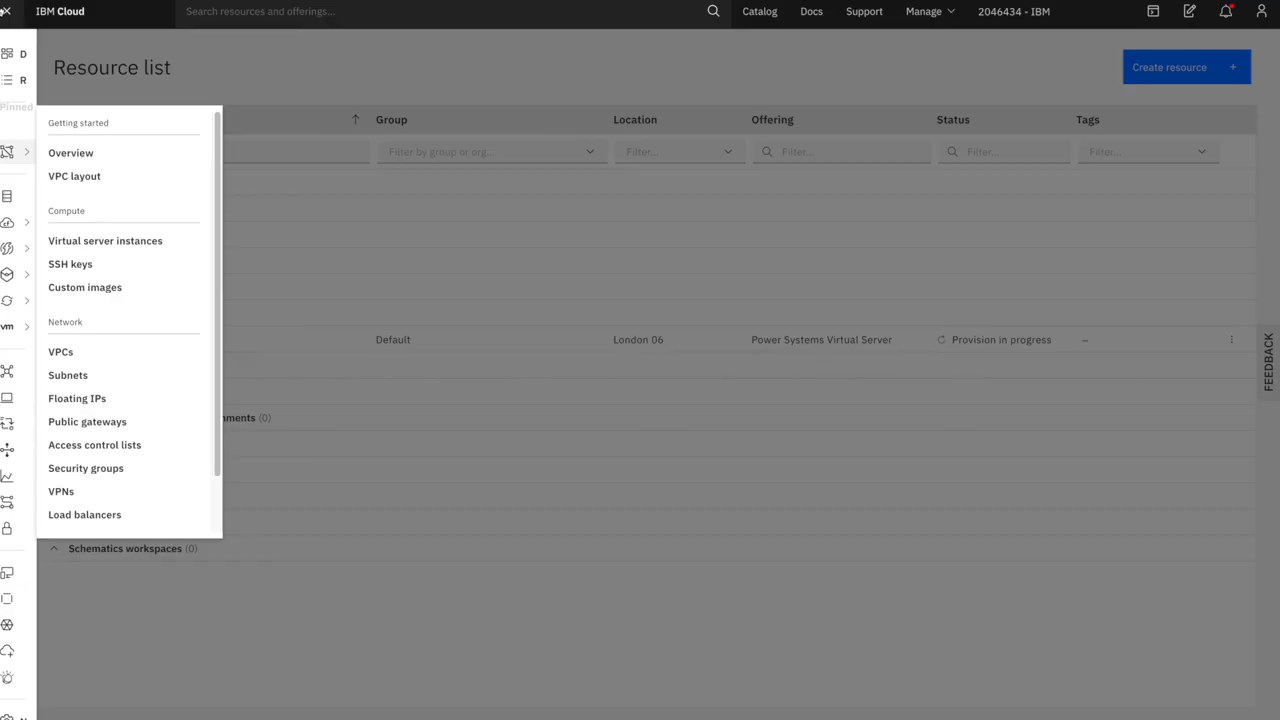 IBM Cloud
Search resources and offerings...
Catalog
Docs
Support
Manage
2046434 - IBM
D
R
Pinned
vm
Resource list
Create resource +
Getting started
Overview
VPC layout
Compute
Virtual server instances
SSH keys
Custom images
Network
VPCs
Subnets
Floating IPs
Public gateways
Access control lists
Security groups
VPNs
Load balancers
Group
Location
Offering
Status
Tags
Filter by group or org...
Filter...
Filter...
Filter...
Filter...
Default
London 06
Power Systems Virtual Server
Provision in progress
–
(0)
Schematics workspaces (0)
FEEDBACK